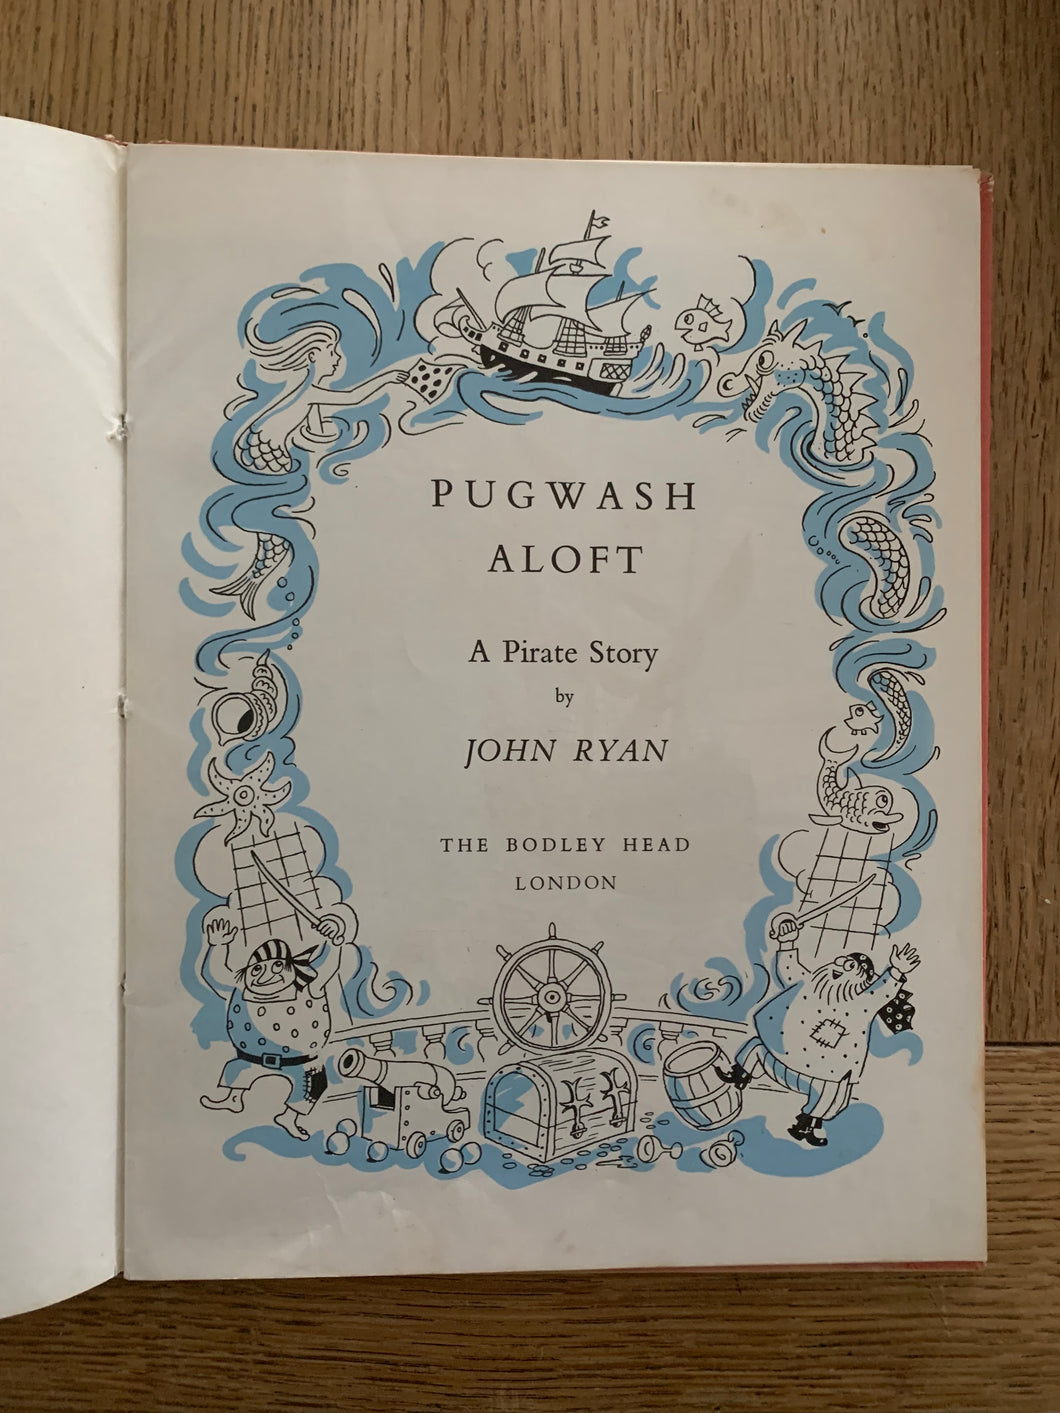 PUGWASH
ALOFT
A Pirate Story
by
JOHN RYAN
THE BODLEY HEAD
LONDON